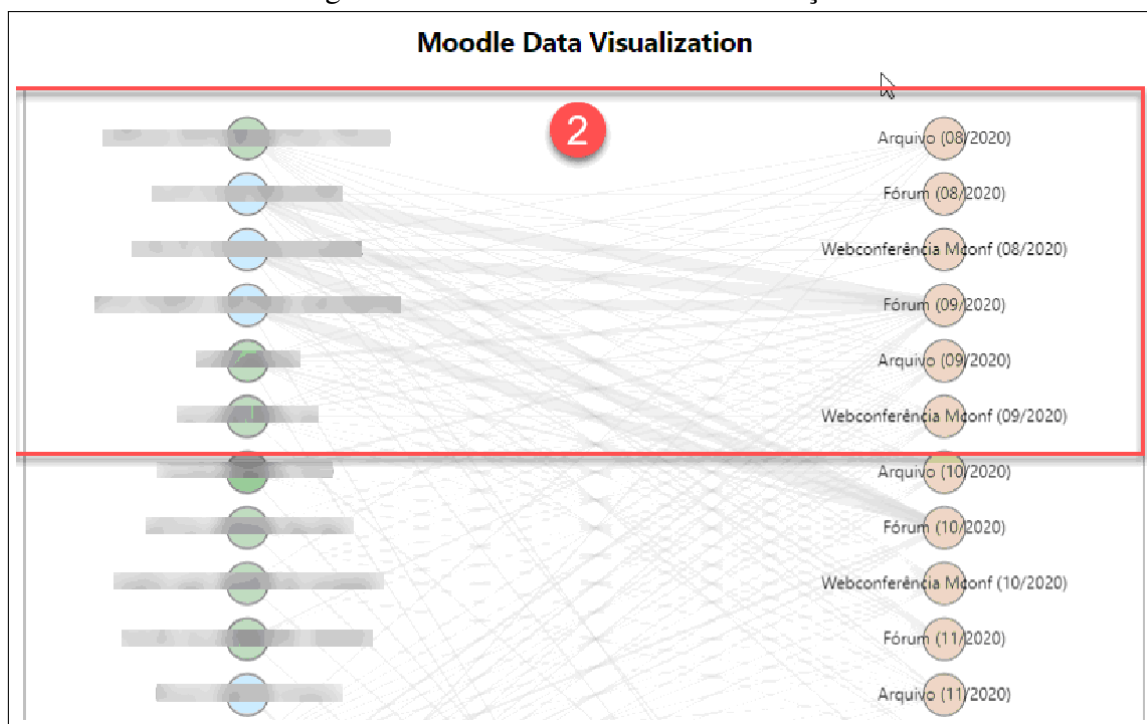 Moodle Data Visualization
2
Arquivo (08/2020)
Fórum (08/2020)
Webconferência Mconf (08/2020)
Fórum (09/2020)
Arquivo (09/2020)
Webconferência Mconf (09/2020)
Arquivo (10/2020)
Fórum (10/2020)
Webconferência Mconf (10/2020)
Fórum (11/2020)
Arquivo (11/2020)